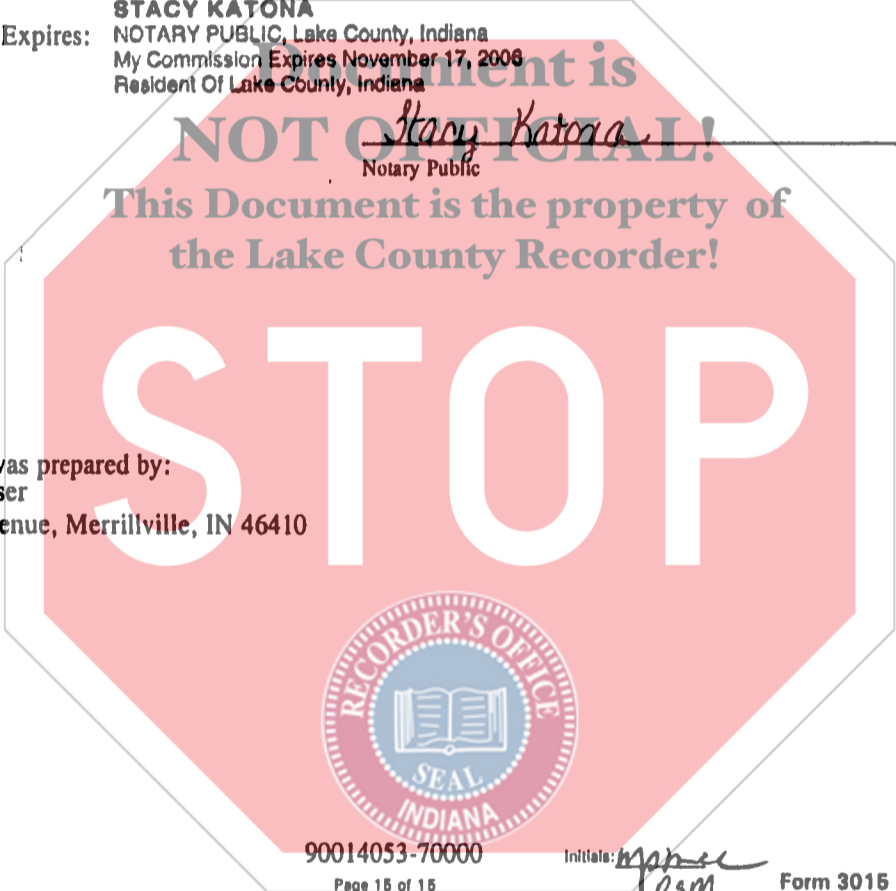 STACY KATONA
Expires: NOTARY PUBLIC, Lake County, Indiana
My Commission Expires November 17, 2008
Resident Of Lake County, Indiana
Document is
NOT OFFICIAL!
Stacy Katona
Notary Public
This Document is the property of
the Lake County Recorder!
STOP
as prepared by:
ser
enue, Merrillville, IN 46410
RECORDER'S OFFICE
SEAL
INDIANA
90014053-70000
Initials:
Page 15 of 15
Form 3015